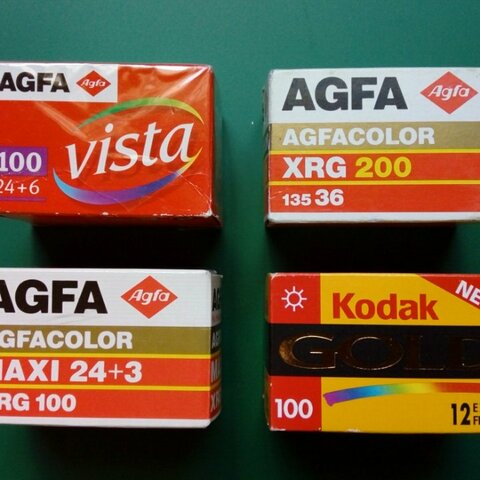 AGFA Agfa
vista
100
24+6
AGFA Agfa
AGFACOLOR
XRG 200
135 36
AGFA Agfa
AGFACOLOR
MAXI 24+3
XRG 100
Kodak
GOLD
100
12